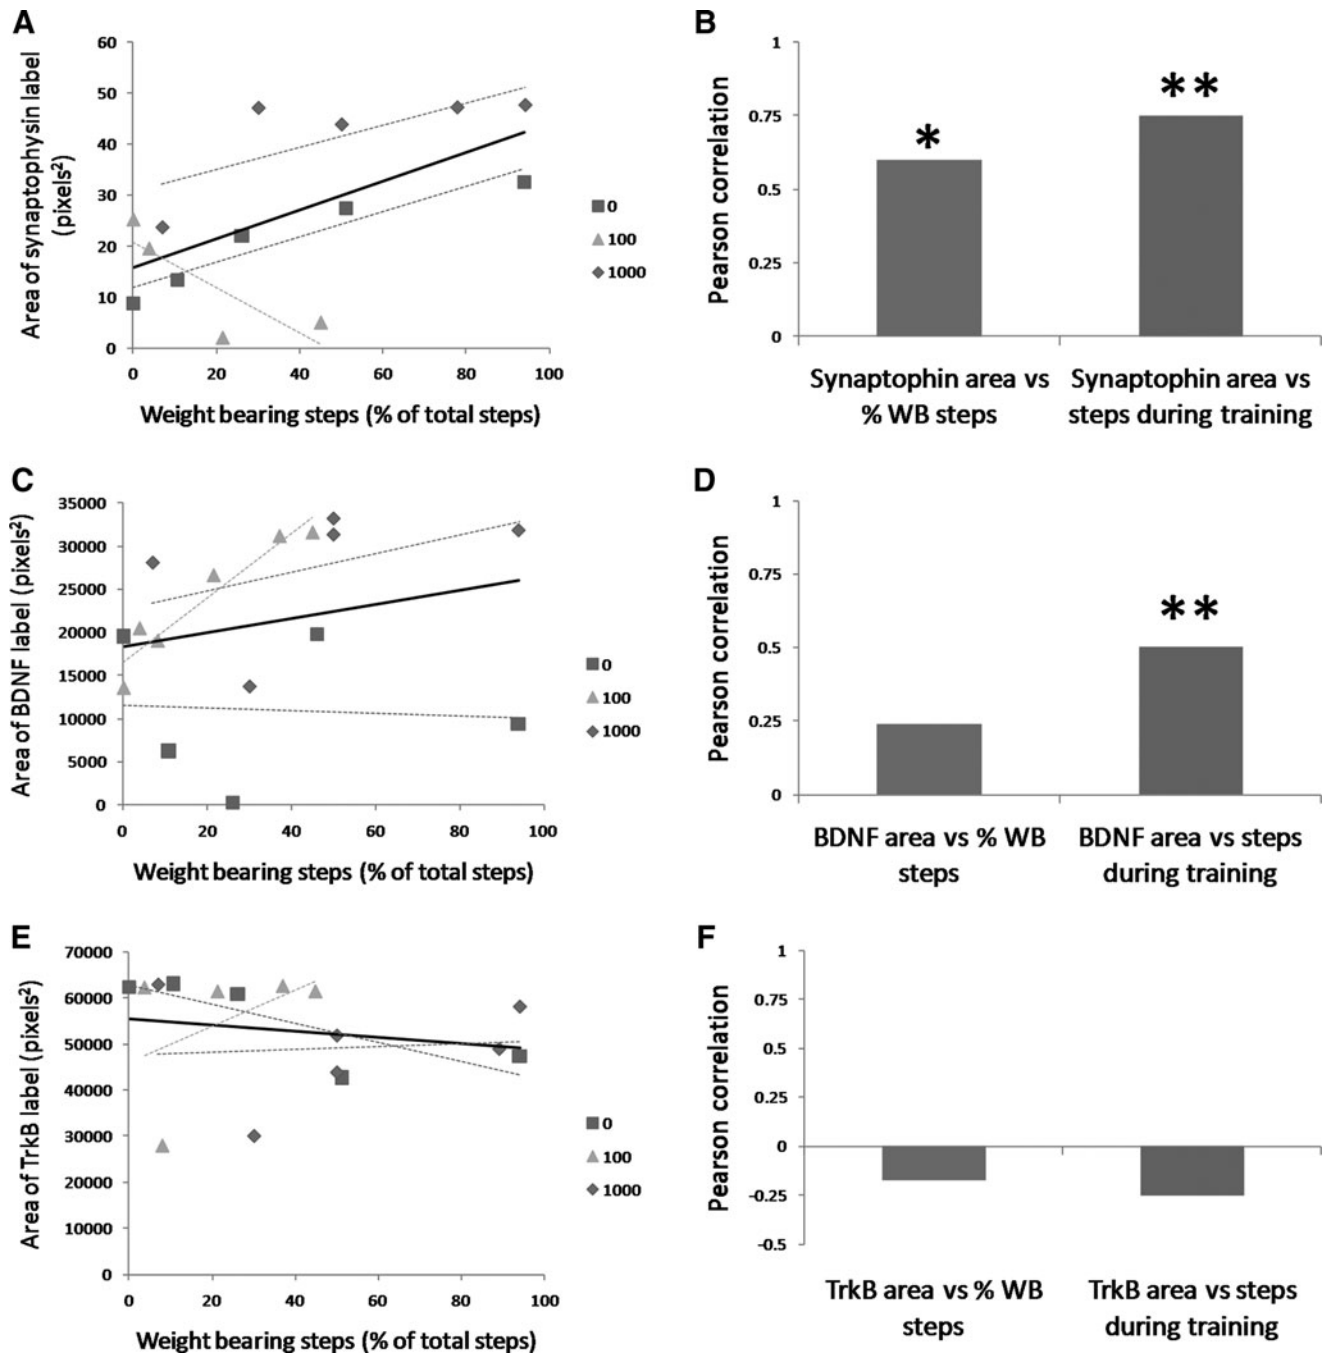 A
Area of synaptophysin label
(pixels²)
60
50
40
30
20
10
0
0 20 40 60 80 100
Weight bearing steps (% of total steps)
0
100
1000
B
Pearson correlation
1
0.75
0.5
0.25
0
*
**
Synaptophin area vs
% WB steps
Synaptophin area vs
steps during training
C
Area of BDNF label (pixels²)
35000
30000
25000
20000
15000
10000
5000
0
0 20 40 60 80 100
Weight bearing steps (% of total steps)
0
100
1000
D
Pearson correlation
1
0.75
0.5
0.25
0
**
BDNF area vs % WB
steps
BDNF area vs steps
during training
E
Area of TrkB label (pixels²)
70000
60000
50000
40000
30000
20000
10000
0
0 20 40 60 80 100
Weight bearing steps (% of total steps)
0
100
1000
F
Pearson correlation
1
0.75
0.5
0.25
0
-0.25
-0.5
TrkB area vs % WB
steps
TrkB area vs steps
during training